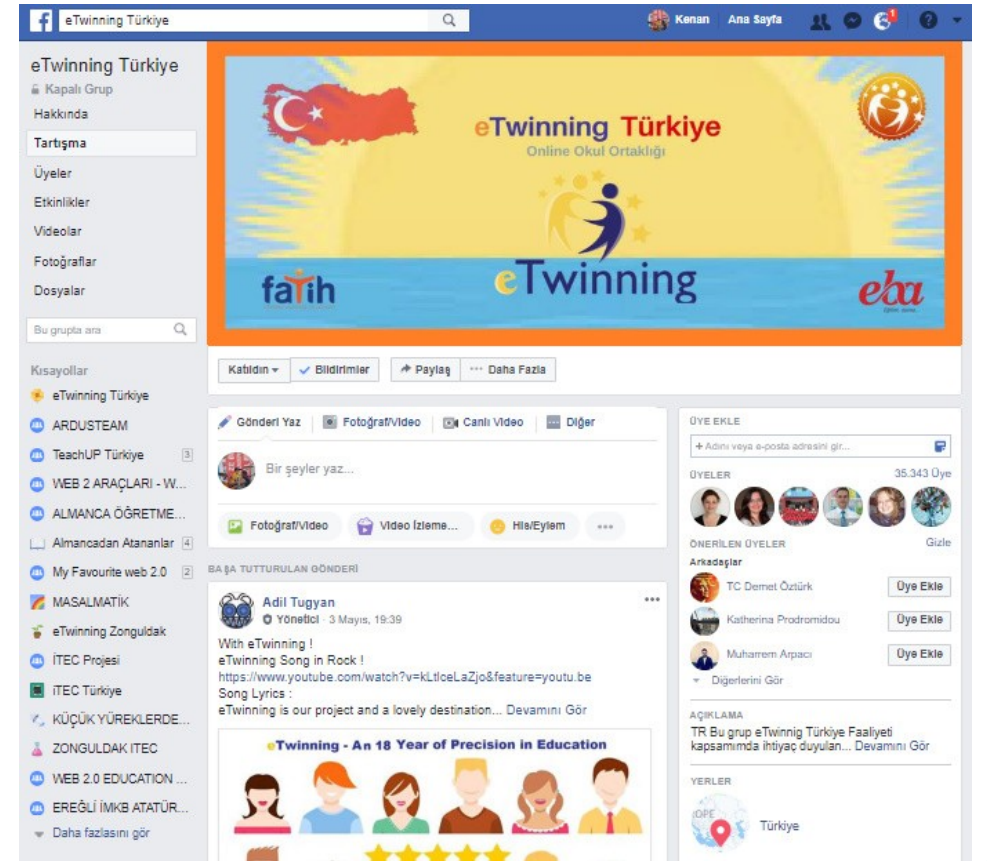 eTwinning Türkiye
Kenan
Ana Sayfa
1
eTwinning Türkiye
Kapalı Grup
Hakkında
Tartışma
Üyeler
Etkinlikler
Videolar
Fotoğraflar
Dosyalar
Bu grupta ara
Kısayollar
eTwinning Türkiye
ARDUSTEAM
TeachUP Türkiye 3
WEB 2 ARAÇLARI - W...
ALMANCA ÖĞRETME...
Almancadan Atananlar 4
My Favourite web 2.0 2
MASALMATİK
eTwinning Zonguldak
İTEC Projesi
iTEC Türkiye
KÜÇÜK YÜREKLERDE...
ZONGULDAK ITEC
WEB 2.0 EDUCATION ...
EREĞLİ İMKB ATATÜR...
Daha fazlasını gör
eTwinning Türkiye
Online Okul Ortaklığı
eTwinning
fatih
eba
Katıldın
Bildirimler
Paylaş
Daha Fazla
Gönderi Yaz
Fotoğraf/Video
Canlı Video
Diğer
Bir şeyler yaz...
Fotoğraf/Video
Video İzleme...
His/Eylem
BAŞA TUTTURULAN GÖNDERİ
Adil Tugyan
Yönetici · 3 Mayıs, 19:39
With eTwinning !
eTwinning Song in Rock !
https://www.youtube.com/watch?v=kLtlceLaZjo&feature=youtu.be
Song Lyrics :
eTwinning is our project and a lovely destination... Devamını Gör
eTwinning - An 18 Year of Precision in Education
ÜYE EKLE
+ Adını veya e-posta adresini gir...
ÜYELER
35.343 Üye
ÖNERİLEN ÜYELER
Gizle
Arkadaşlar
TC Demet Öztürk
Üye Ekle
Katherina Prodromidou
Üye Ekle
Muharrem Arpacı
Üye Ekle
Diğerlerini Gör
AÇIKLAMA
TR Bu grup eTwinnig Türkiye Faaliyeti
kapsamımda ihtiyaç duyulan... Devamını Gör
YERLER
Türkiye